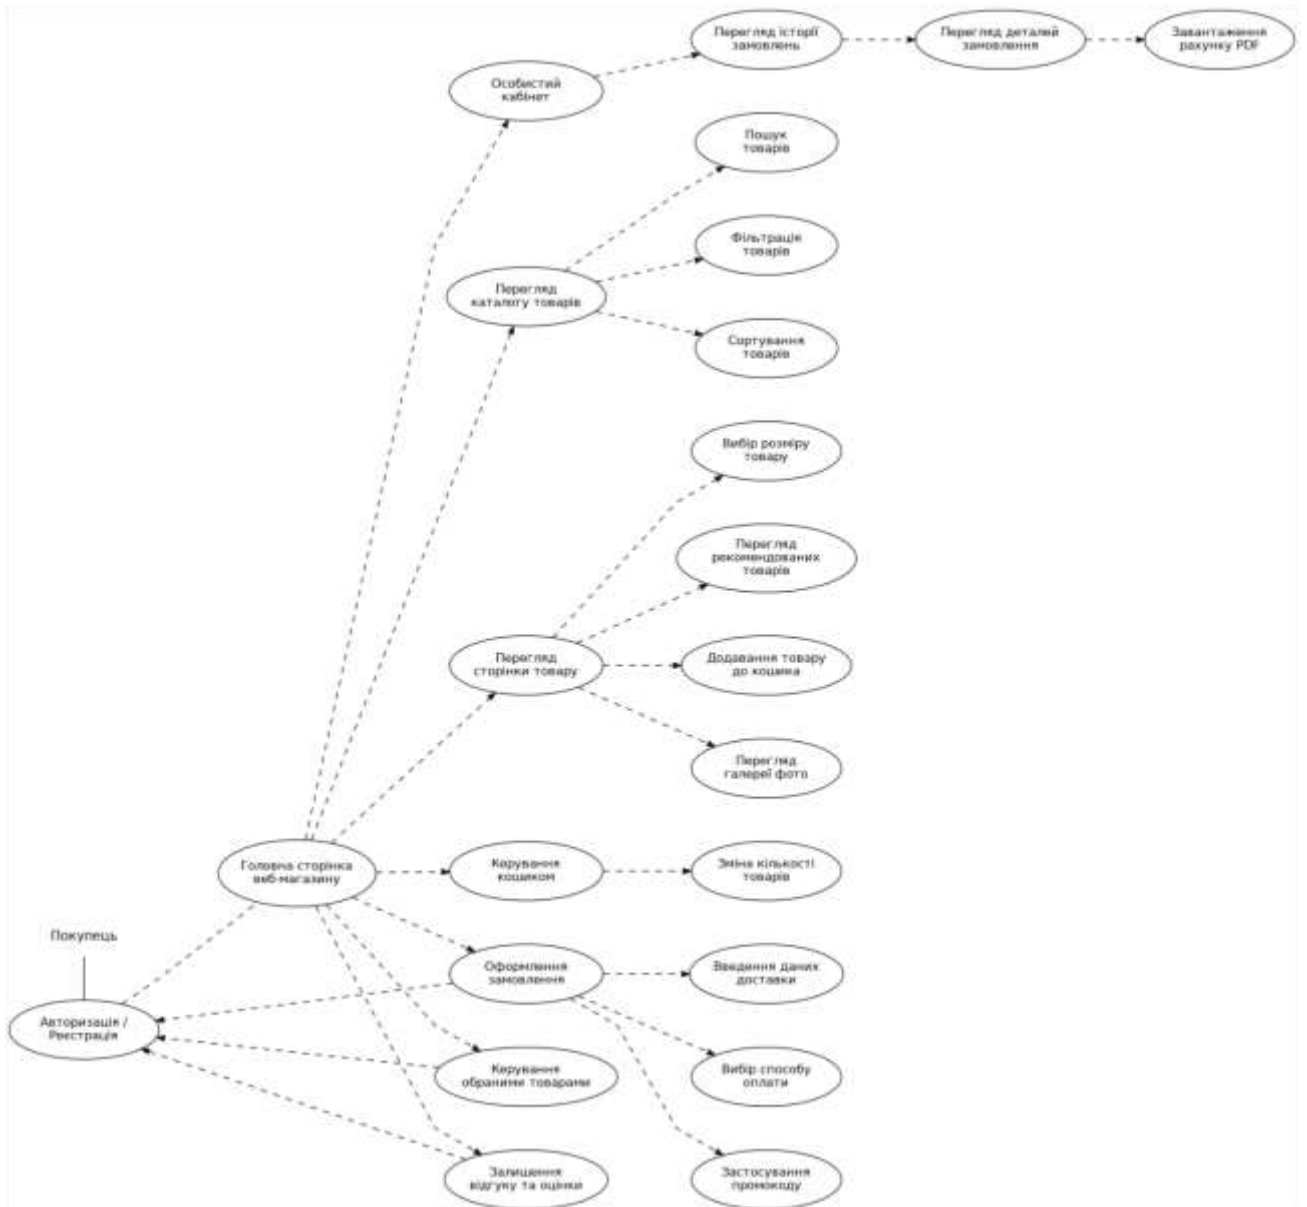 Перегляд історії
замовлень
Перегляд деталей
замовлення
Завантаження
рахунку PDF
Особистий
кабінет
Пошук
товарів
Фільтрація
товарів
Перегляд
каталогу товарів
Сортування
товарів
Вибір розміру
товару
Перегляд
рекомендованих
товарів
Перегляд
сторінки товару
Додавання товару
до кошика
Перегляд
галереї фото
Головна сторінка
веб-магазину
Керування
кошиком
Зміна кількості
товарів
Покупець
Оформлення
замовлення
Введення даних
доставки
Авторизація /
Реєстрація
Керування
обраними товарами
Вибір способу
оплати
Залишення
відгуку та оцінки
Застосування
промокоду